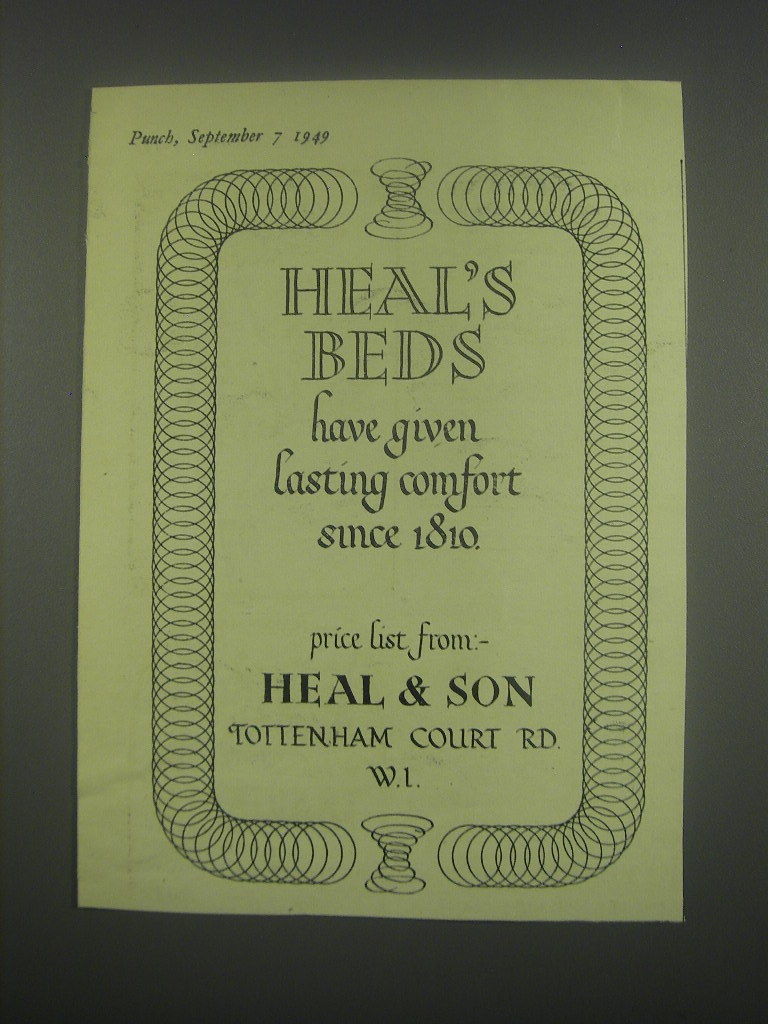 Punch, September 7 1949
HEAL'S
BEDS
have given
lasting comfort
since 1810.
price list from:-
HEAL & SON
TOTTENHAM COURT RD.
W.1.